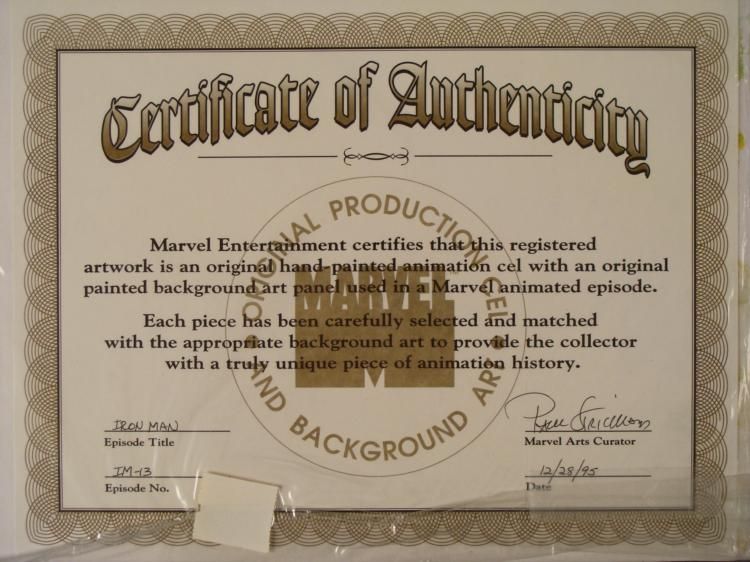 Certificate of Authenticity
ORIGINAL PRODUCTION CEL
MARVEL
AND BACKGROUND ART
Marvel Entertainment certifies that this registered
artwork is an original hand-painted animation cel with an original
painted background art panel used in a Marvel animated episode.
Each piece has been carefully selected and matched
with the appropriate background art to provide the collector
with a truly unique piece of animation history.
IRON MAN
Episode Title
Marvel Arts Curator
IM-13
Episode No.
12/28/95
Date